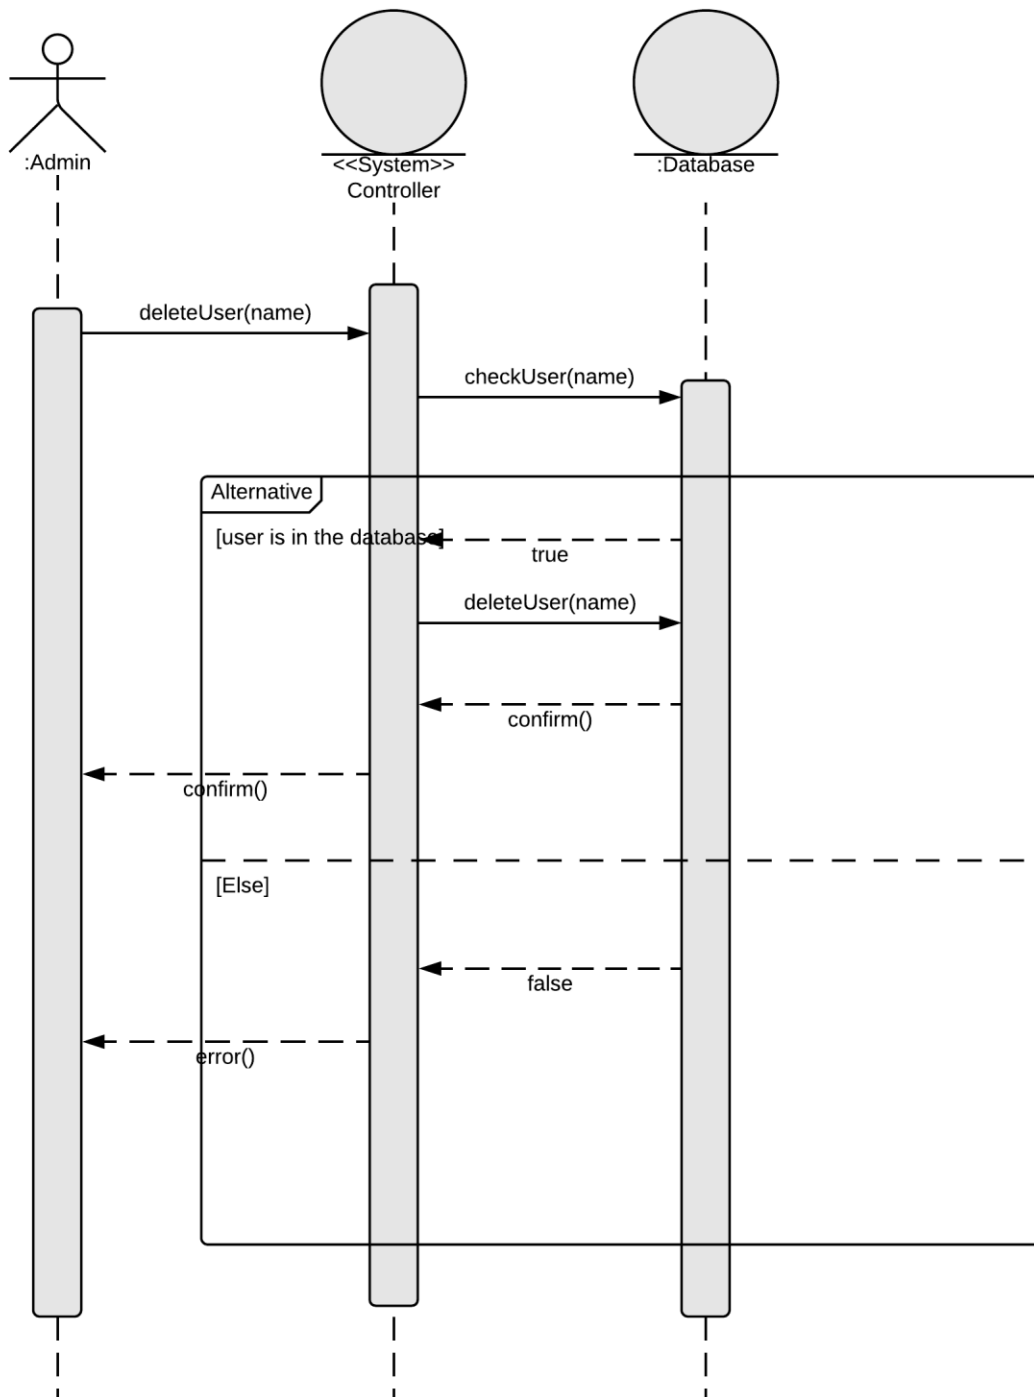 :Admin
<<System>>
Controller
:Database
deleteUser(name)
checkUser(name)
Alternative
[user is in the database]
true
deleteUser(name)
confirm()
confirm()
[Else]
false
error()